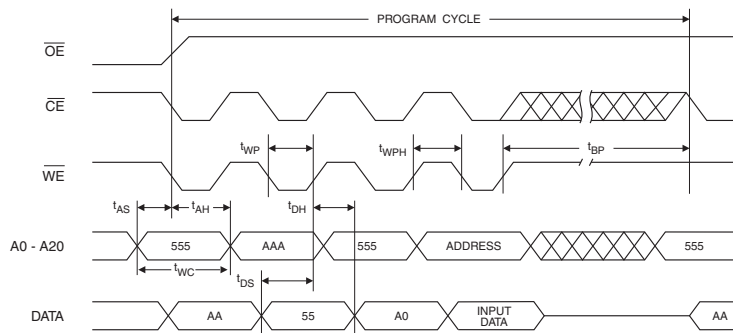 PROGRAM CYCLE
OE
CE
tWP
tWPH
tBP
WE
tAS
tAH
tDH
A0 - A20
555
AAA
555
ADDRESS
555
tWC
tDS
DATA
AA
55
A0
INPUT
DATA
AA